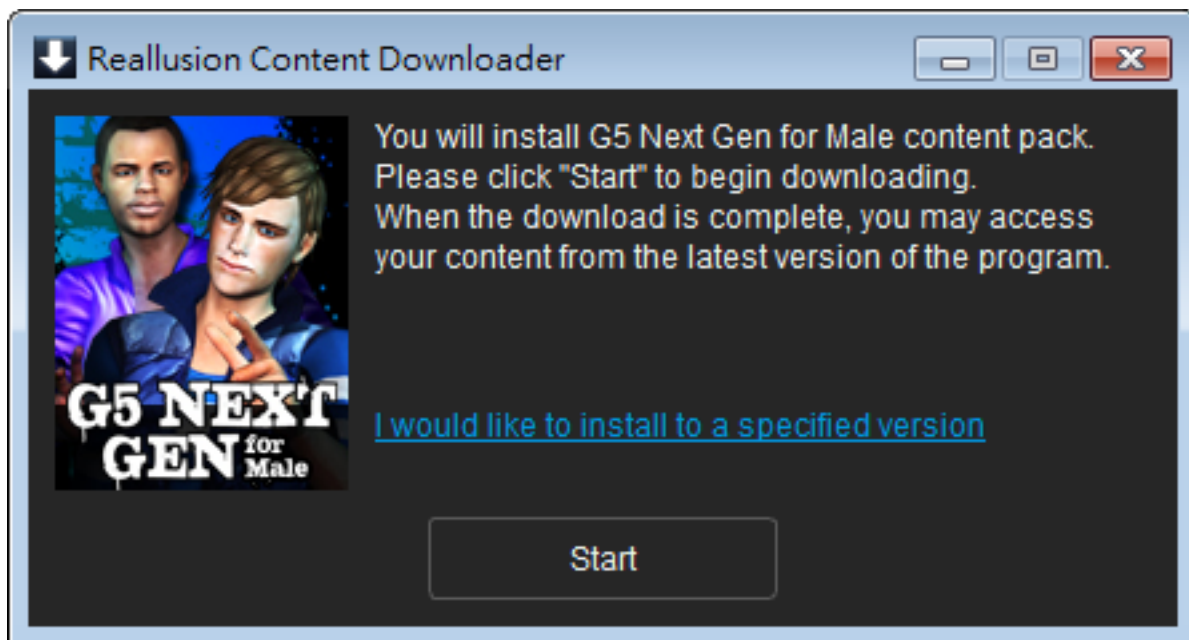 Reallusion Content Downloader
You will install G5 Next Gen for Male content pack.
Please click "Start" to begin downloading.
When the download is complete, you may access
your content from the latest version of the program.
G5 NEXT
GEN for
Male
I would like to install to a specified version
Start